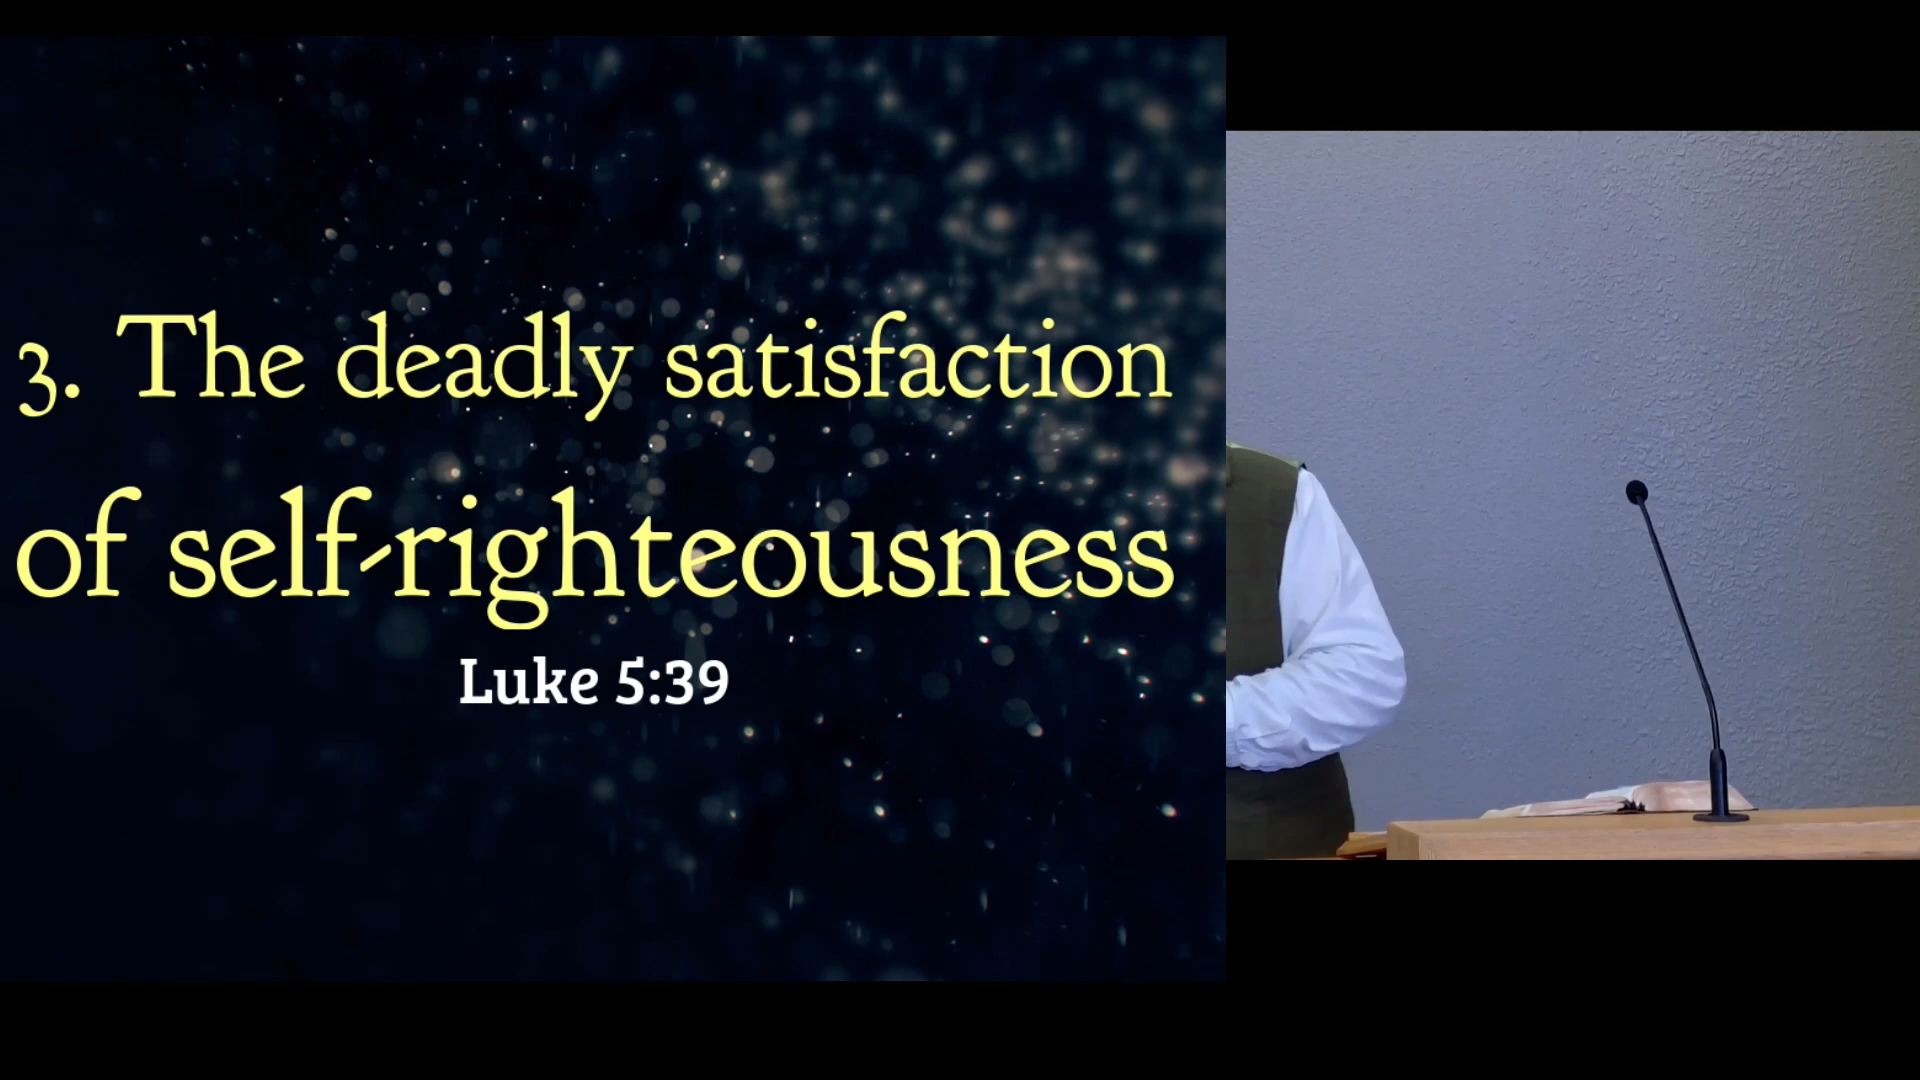 3. The deadly satisfaction
of self-righteousness
Luke 5:39